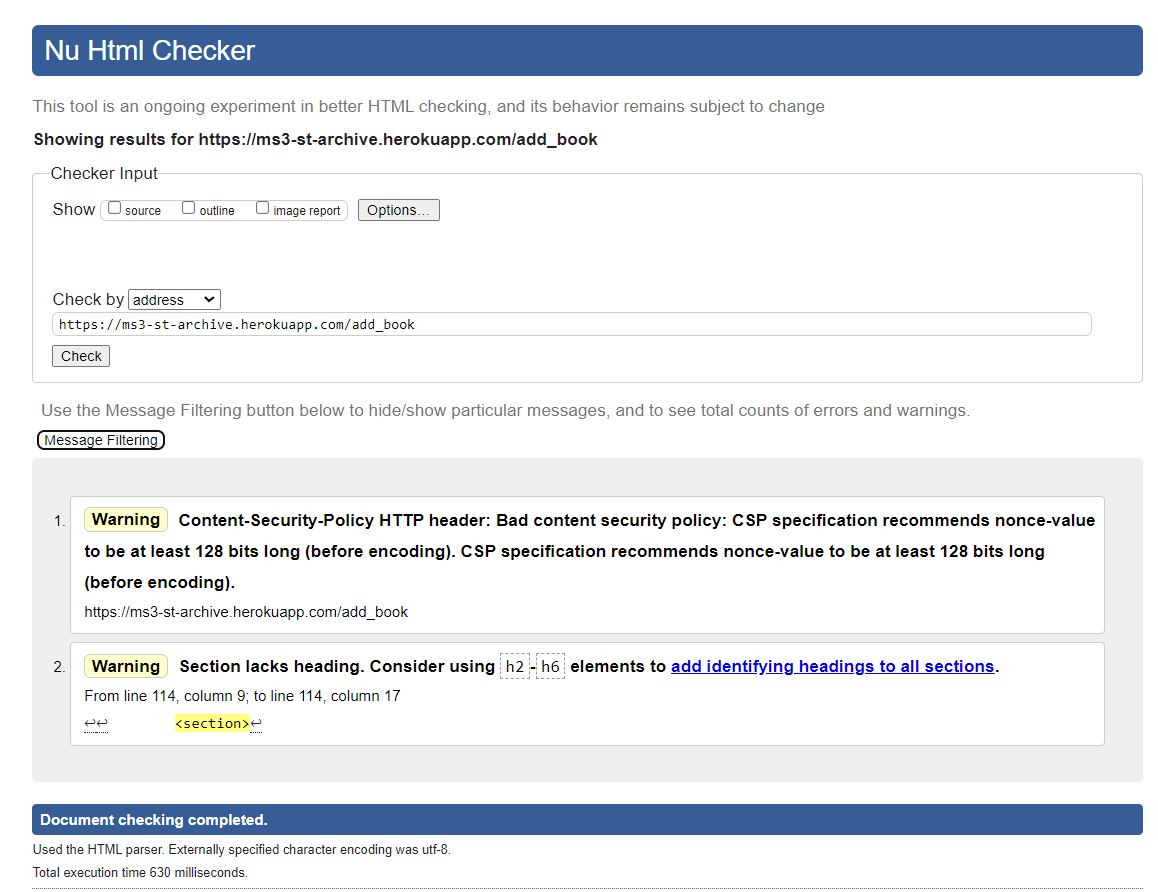 Nu Html Checker
This tool is an ongoing experiment in better HTML checking, and its behavior remains subject to change
Showing results for https://ms3-st-archive.herokuapp.com/add_book
Checker Input
Show source outline image report Options...
Check by address
https://ms3-st-archive.herokuapp.com/add_book
Check
Use the Message Filtering button below to hide/show particular messages, and to see total counts of errors and warnings.
Message Filtering
1. Warning Content-Security-Policy HTTP header: Bad content security policy: CSP specification recommends nonce-value
to be at least 128 bits long (before encoding). CSP specification recommends nonce-value to be at least 128 bits long
(before encoding).
https://ms3-st-archive.herokuapp.com/add_book
2. Warning Section lacks heading. Consider using h2-h6 elements to add identifying headings to all sections.
From line 114, column 9; to line 114, column 17
↩↩ <section>↩
Document checking completed.
Used the HTML parser. Externally specified character encoding was utf-8.
Total execution time 630 milliseconds.